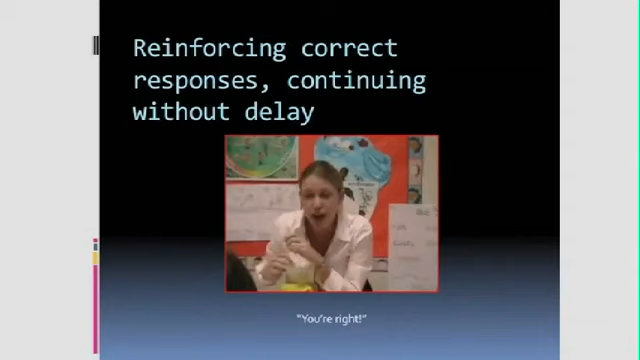 Reinforcing correct
responses, continuing
without delay
"You're right!"